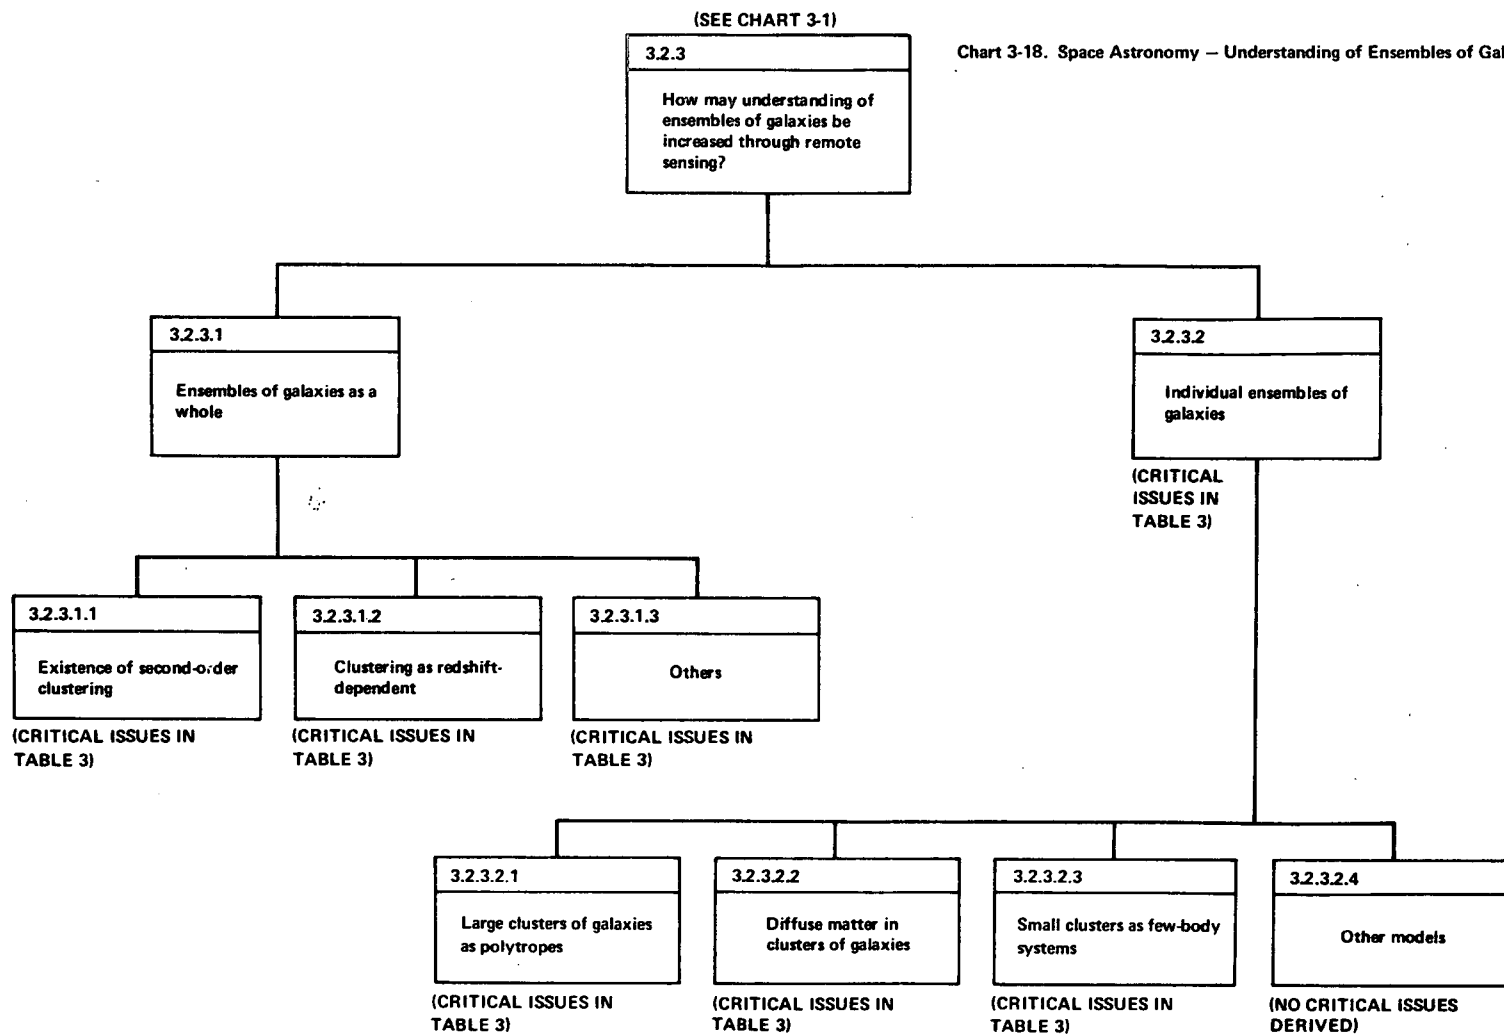 (SEE CHART 3-1)
Chart 3-18. Space Astronomy — Understanding of Ensembles of Gal
3.2.3
How may understanding of
ensembles of galaxies be
increased through remote
sensing?
3.2.3.1
Ensembles of galaxies as a
whole
3.2.3.2
Individual ensembles of
galaxies
(CRITICAL
ISSUES IN
TABLE 3)
3.2.3.1.1
Existence of second-order
clustering
(CRITICAL ISSUES IN
TABLE 3)
3.2.3.1.2
Clustering as redshift-
dependent
(CRITICAL ISSUES IN
TABLE 3)
3.2.3.1.3
Others
(CRITICAL ISSUES IN
TABLE 3)
3.2.3.2.1
Large clusters of galaxies
as polytropes
(CRITICAL ISSUES IN
TABLE 3)
3.2.3.2.2
Diffuse matter in
clusters of galaxies
(CRITICAL ISSUES IN
TABLE 3)
3.2.3.2.3
Small clusters as few-body
systems
(CRITICAL ISSUES IN
TABLE 3)
3.2.3.2.4
Other models
(NO CRITICAL ISSUES
DERIVED)